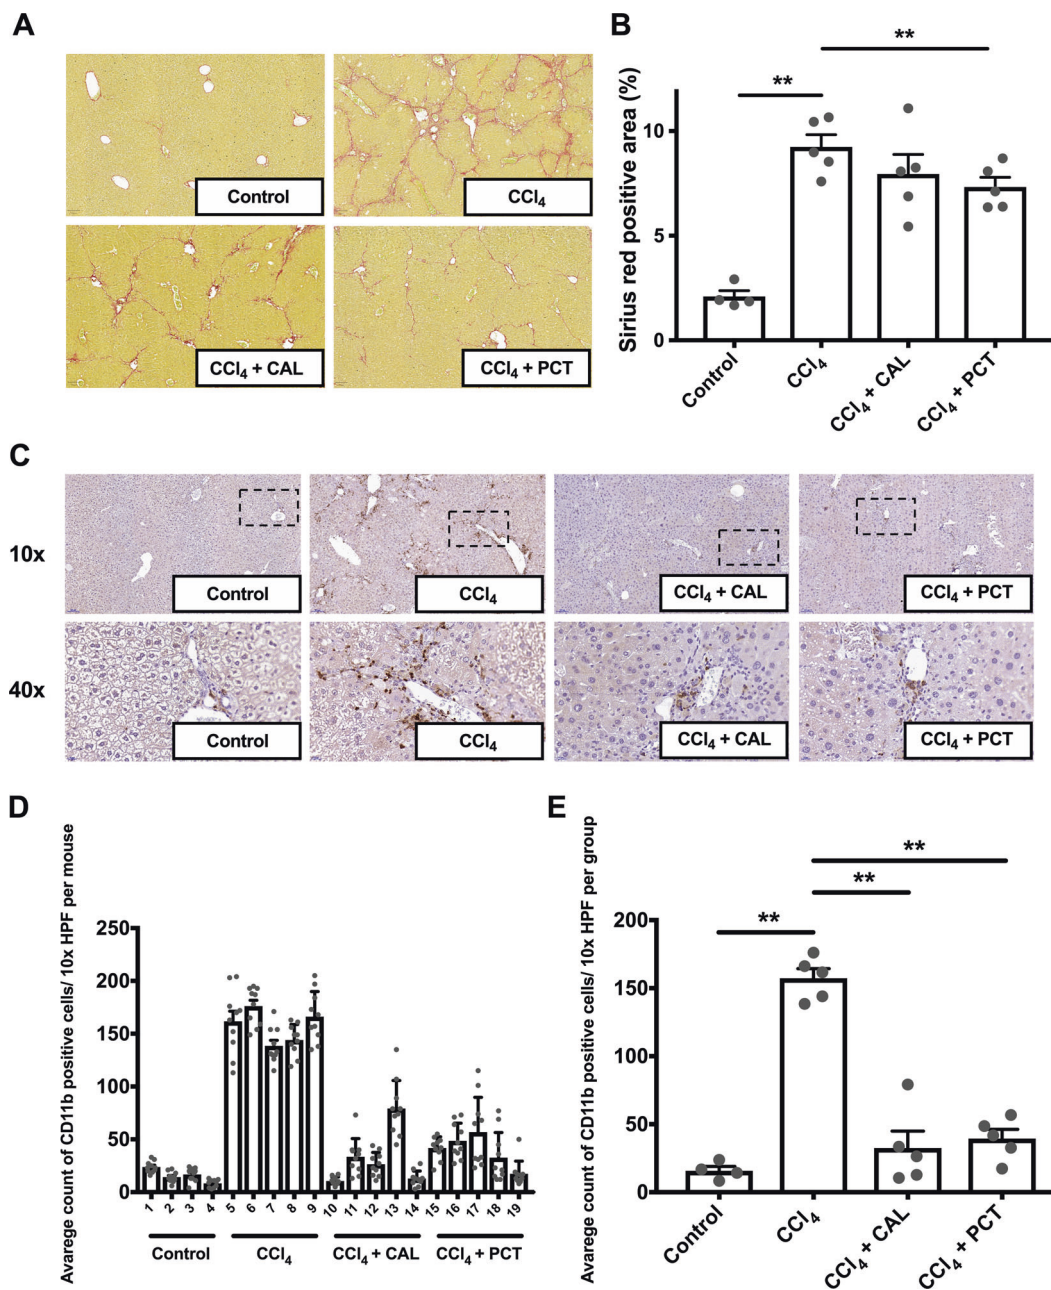 A
Control
CCl4
CCl4 + CAL
CCl4 + PCT
B
Sirius red positive area (%)
10
5
0
**
**
Control
CCl4
CCl4 + CAL
CCl4 + PCT
C
10x
Control
CCl4
CCl4 + CAL
CCl4 + PCT
40x
Control
CCl4
CCl4 + CAL
CCl4 + PCT
D
Avarege count of CD11b positive cells/ 10x HPF per mouse
250
200
150
100
50
0
1 2 3 4 5 6 7 8 9 10 11 12 13 14 15 16 17 18 19
Control CCl4 CCl4 + CAL CCl4 + PCT
E
Avarege count of CD11b positive cells/ 10x HPF per group
200
150
100
50
0
**
**
**
Control
CCl4
CCl4 + CAL
CCl4 + PCT